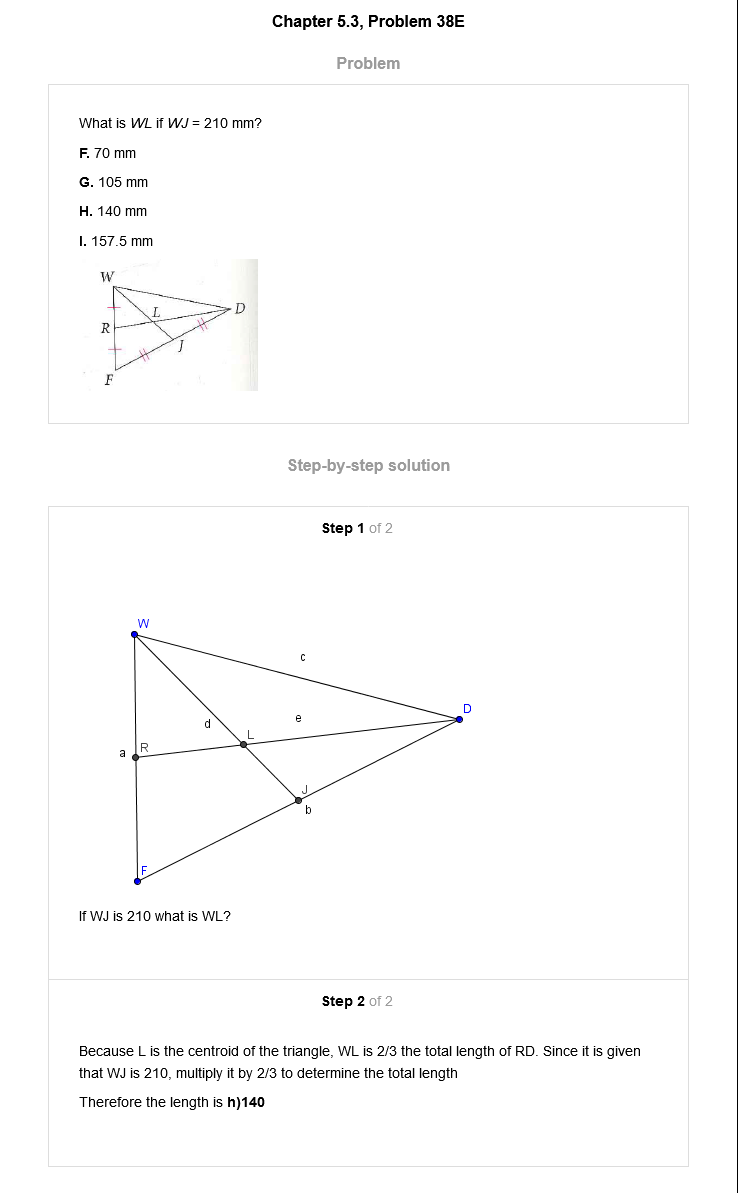 Chapter 5.3, Problem 38E
Problem
What is WL if WJ = 210 mm?
F. 70 mm
G. 105 mm
H. 140 mm
I. 157.5 mm
W
L
D
R
J
F
Step-by-step solution
Step 1 of 2
W
c
D
d
e
L
a
R
J
b
F
If WJ is 210 what is WL?
Step 2 of 2
Because L is the centroid of the triangle, WL is 2/3 the total length of RD. Since it is given
that WJ is 210, multiply it by 2/3 to determine the total length
Therefore the length is h)140